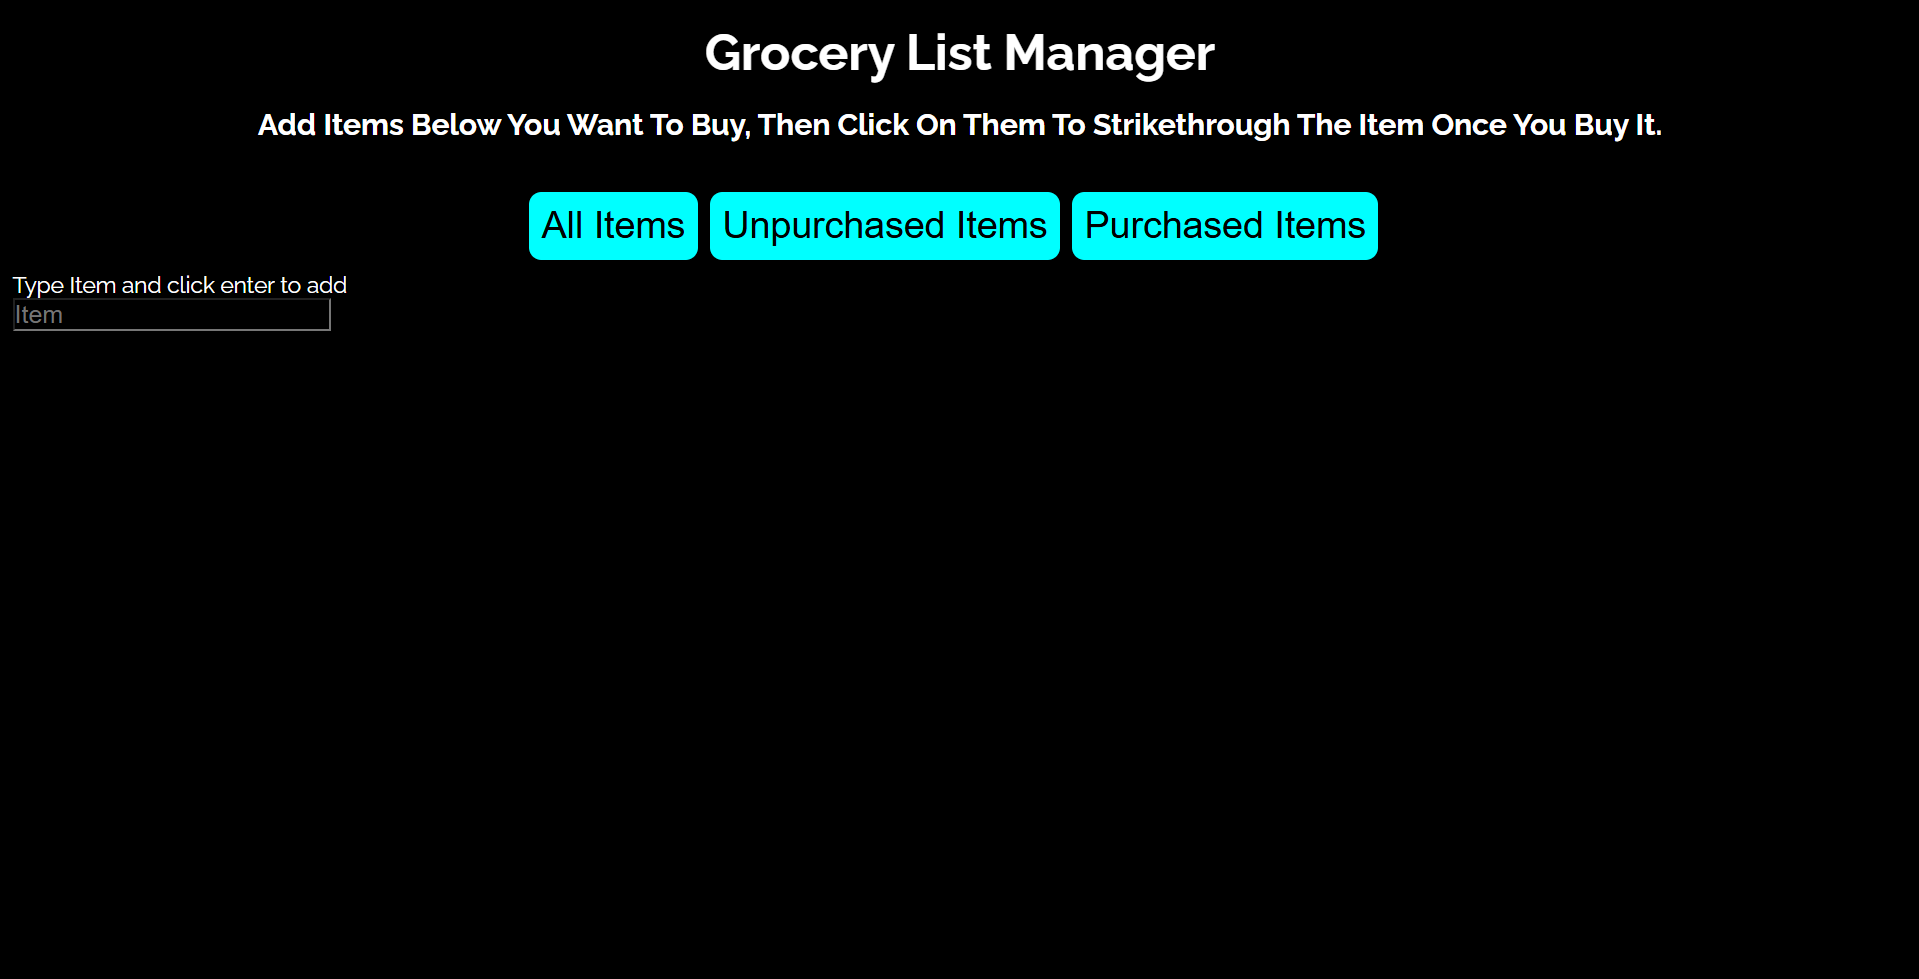 Grocery List Manager
Add Items Below You Want To Buy, Then Click On Them To Strikethrough The Item Once You Buy It.
All Items Unpurchased Items Purchased Items
Type Item and click enter to add
Item